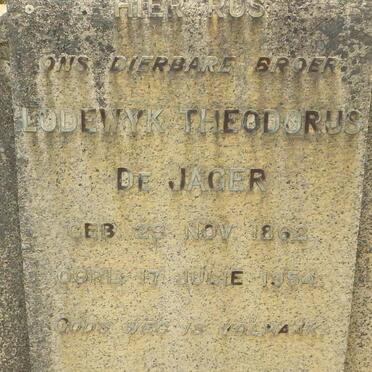 HIER RUS
ONS DIERBARE BROER
LODEWYK THEODORUS
DE JAGER
GEB 29 NOV 1862
OORL 17 JULIE 1954
GODS WEG IS VOLMAAK